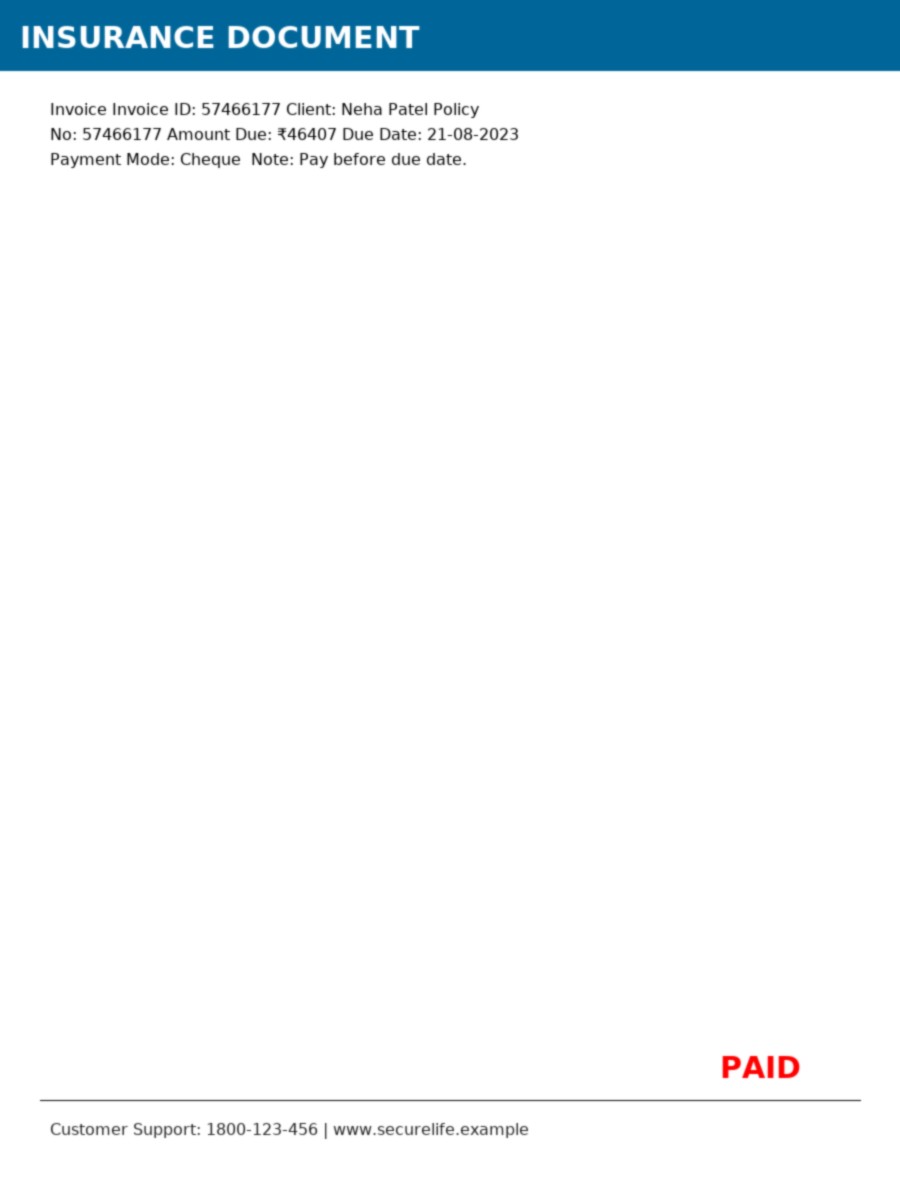 INSURANCE DOCUMENT
Invoice Invoice ID: 57466177 Client: Neha Patel Policy
No: 57466177 Amount Due: ₹46407 Due Date: 21-08-2023
Payment Mode: Cheque  Note: Pay before due date.
PAID
Customer Support: 1800-123-456 | www.securelife.example